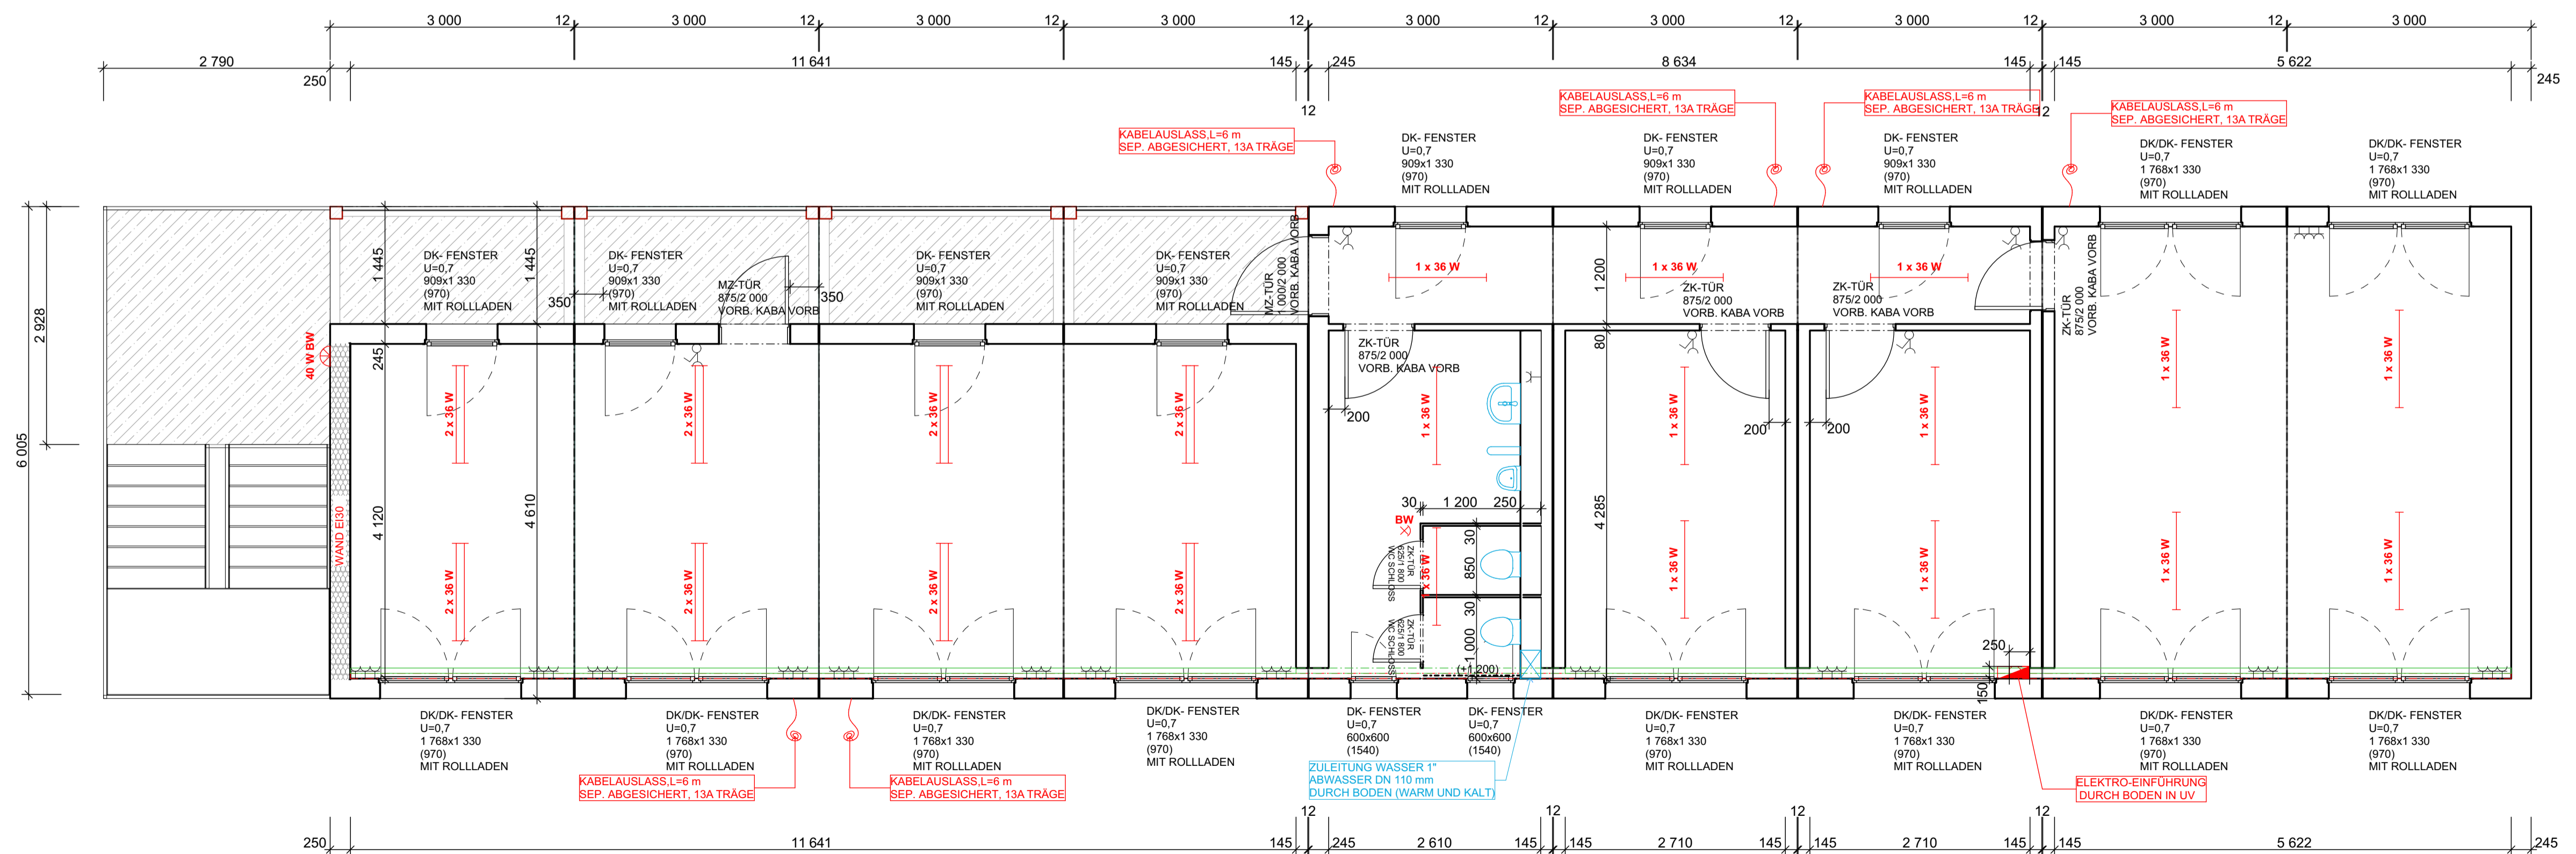 3 000
12
3 000
12
3 000
12
3 000
12
3 000
12
3 000
12
3 000
12
3 000
12
3 000
2 790
250
11 641
145
245
12
8 634
145
12
145
5 622
245
KABELAUSLASS,L=6 m
SEP. ABGESICHERT, 13A TRÄGE
KABELAUSLASS,L=6 m
SEP. ABGESICHERT, 13A TRÄGE
KABELAUSLASS,L=6 m
SEP. ABGESICHERT, 13A TRÄGE
KABELAUSLASS,L=6 m
SEP. ABGESICHERT, 13A TRÄGE
DK- FENSTER
U=0,7
909x1 330
(970)
MIT ROLLLADEN
DK- FENSTER
U=0,7
909x1 330
(970)
MIT ROLLLADEN
DK- FENSTER
U=0,7
909x1 330
(970)
MIT ROLLLADEN
DK/DK- FENSTER
U=0,7
1 768x1 330
(970)
MIT ROLLLADEN
DK/DK- FENSTER
U=0,7
1 768x1 330
(970)
MIT ROLLLADEN
6 005
2 928
1 445
1 445
DK- FENSTER
U=0,7
909x1 330
(970)
MIT ROLLLADEN
350
DK- FENSTER
U=0,7
909x1 330
(970)
MIT ROLLLADEN
MZ-TÜR
875/2 000
VORB. KABA VORB
350
DK- FENSTER
U=0,7
909x1 330
(970)
MIT ROLLLADEN
DK- FENSTER
U=0,7
909x1 330
(970)
MIT ROLLLADEN
MZ-TÜR
1 000/2 000
VORB. KABA VORB
1 x 36 W
1 200
1 x 36 W
1 x 36 W
ZK-TÜR
875/2 000
VORB. KABA VORB
ZK-TÜR
875/2 000
VORB. KABA VORB
ZK-TÜR
875/2 000
VORB. KABA VORB
40 W BW
245
80
ZK-TÜR
875/2 000
VORB. KABA VORB
1 x 36 W
1 x 36 W
2 x 36 W
2 x 36 W
2 x 36 W
2 x 36 W
1 x 36 W
1 x 36 W
1 x 36 W
200
200
200
WAND EI30
4 120
4 610
30
1 200
250
4 285
BW
30
850
30
1 000
ZK-TÜR
625/1 800
WC SCHLOSS
ZK-TÜR
625/1 800
WC SCHLOSS
(+1 200)
2 x 36 W
2 x 36 W
2 x 36 W
2 x 36 W
x 36 W
1 x 36 W
1 x 36 W
1 x 36 W
1 x 36 W
250
150
DK/DK- FENSTER
U=0,7
1 768x1 330
(970)
MIT ROLLLADEN
DK/DK- FENSTER
U=0,7
1 768x1 330
(970)
MIT ROLLLADEN
DK/DK- FENSTER
U=0,7
1 768x1 330
(970)
MIT ROLLLADEN
DK/DK- FENSTER
U=0,7
1 768x1 330
(970)
MIT ROLLLADEN
DK- FENSTER
U=0,7
600x600
(1540)
DK- FENSTER
U=0,7
600x600
(1540)
DK/DK- FENSTER
U=0,7
1 768x1 330
(970)
MIT ROLLLADEN
DK/DK- FENSTER
U=0,7
1 768x1 330
(970)
MIT ROLLLADEN
DK/DK- FENSTER
U=0,7
1 768x1 330
(970)
MIT ROLLLADEN
DK/DK- FENSTER
U=0,7
1 768x1 330
(970)
MIT ROLLLADEN
KABELAUSLASS,L=6 m
SEP. ABGESICHERT, 13A TRÄGE
KABELAUSLASS,L=6 m
SEP. ABGESICHERT, 13A TRÄGE
ZULEITUNG WASSER 1"
ABWASSER DN 110 mm
DURCH BODEN (WARM UND KALT)
ELEKTRO-EINFÜHRUNG
DURCH BODEN IN UV
250
11 641
145
12
245
2 610
145
12
145
2 710
145
12
145
2 710
145
12
145
5 622
245